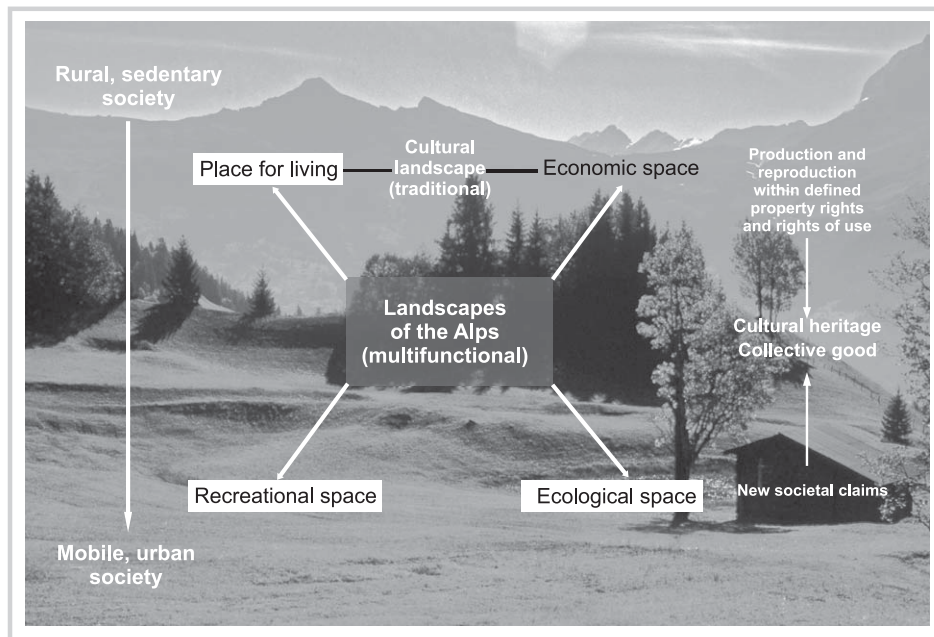 Rural, sedentary
society
Cultural
landscape
(traditional)
Place for living
Economic space
Production and
reproduction
within defined
property rights
and rights of use
Landscapes
of the Alps
(multifunctional)
Cultural heritage
Collective good
Recreational space
Ecological space
New societal claims
Mobile, urban
society